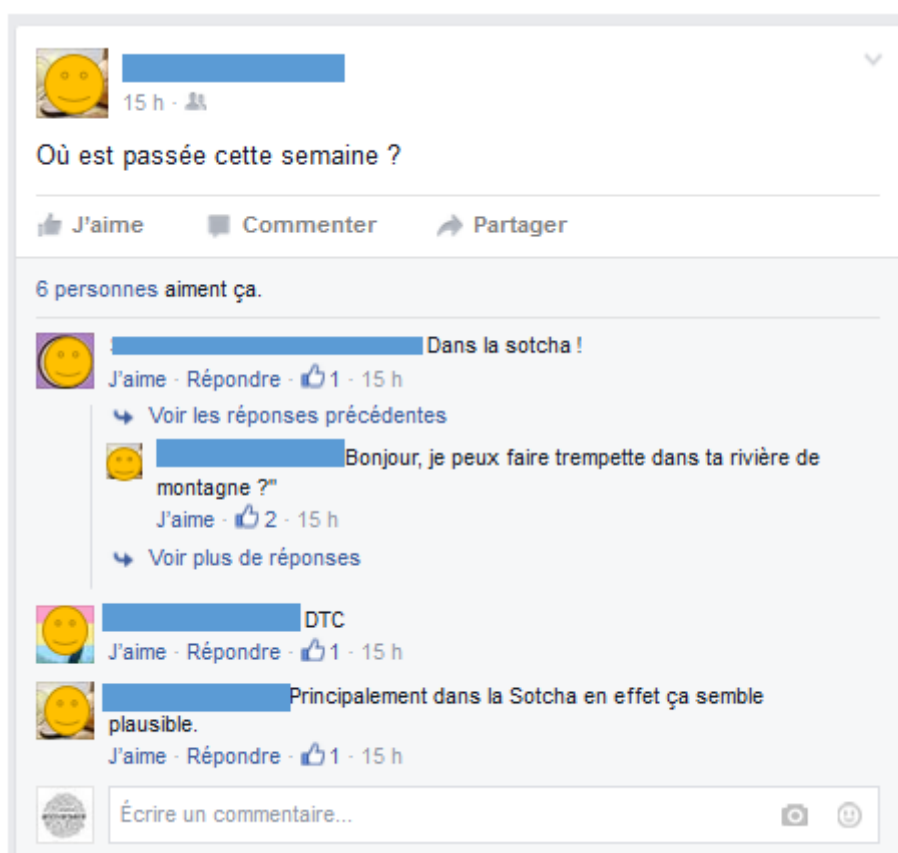 15 h ·
Où est passée cette semaine ?
J'aime Commenter Partager
6 personnes aiment ça.
Dans la sotcha !
J'aime · Répondre · 1 · 15 h
Voir les réponses précédentes
Bonjour, je peux faire trempette dans ta rivière de
montagne ?"
J'aime · 2 · 15 h
Voir plus de réponses
DTC
J'aime · Répondre · 1 · 15 h
Principalement dans la Sotcha en effet ça semble
plausible.
J'aime · Répondre · 1 · 15 h
Écrire un commentaire...